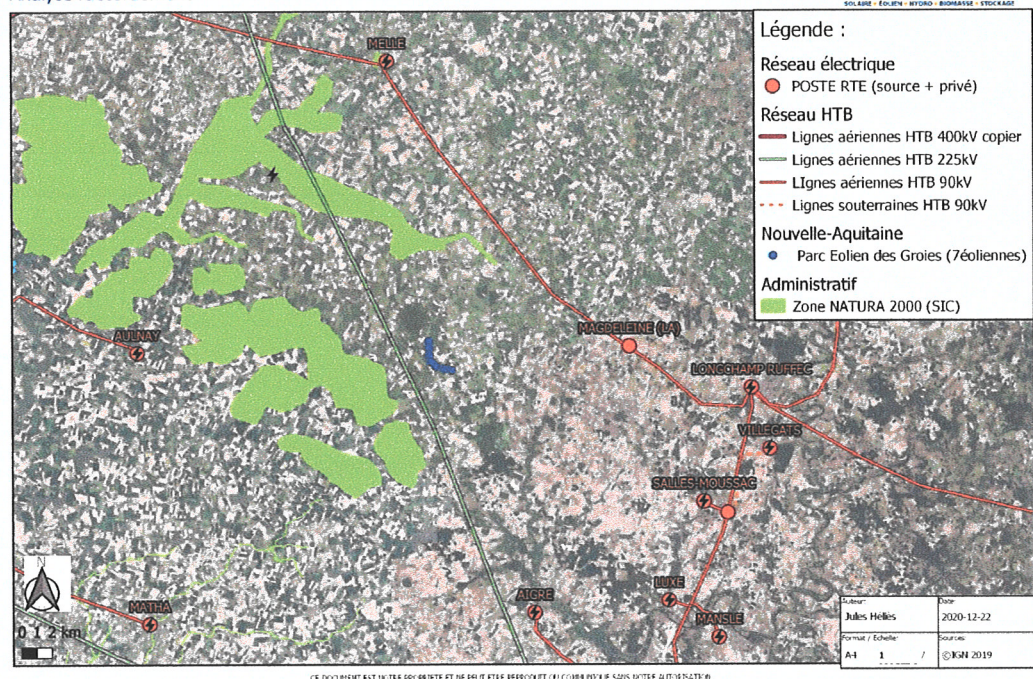 SOLAIRE • ÉOLIEN • HYDRO • BIOMASSE • STOCKAGE
Légende :
Réseau électrique
POSTE RTE (source + privé)
Réseau HTB
Lignes aériennes HTB 400kV copier
Lignes aériennes HTB 225kV
LIgnes aériennes HTB 90kV
Lignes souterraines HTB 90kV
Nouvelle-Aquitaine
Parc Eolien des Groies (7éoliennes)
Administratif
Zone NATURA 2000 (SIC)
MELLE
AULNAY
MAGDELEINE (LA)
LONGCHAMP RUFFEC
VILLEGATS
SALLES-MOUSSAC
LUXE
AIGRE
MANSLE
MATHA
N
0 1 2 km
Auteur:
Jules Héliès
Date:
2020-12-22
Format / Echelle:
A4 1 /
Sources:
©IGN 2019
CE DOCUMENT EST NOTRE PROPRIETE ET NE PEUT ETRE REPRODUIT OU COMMUNIQUE SANS NOTRE AUTORISATION